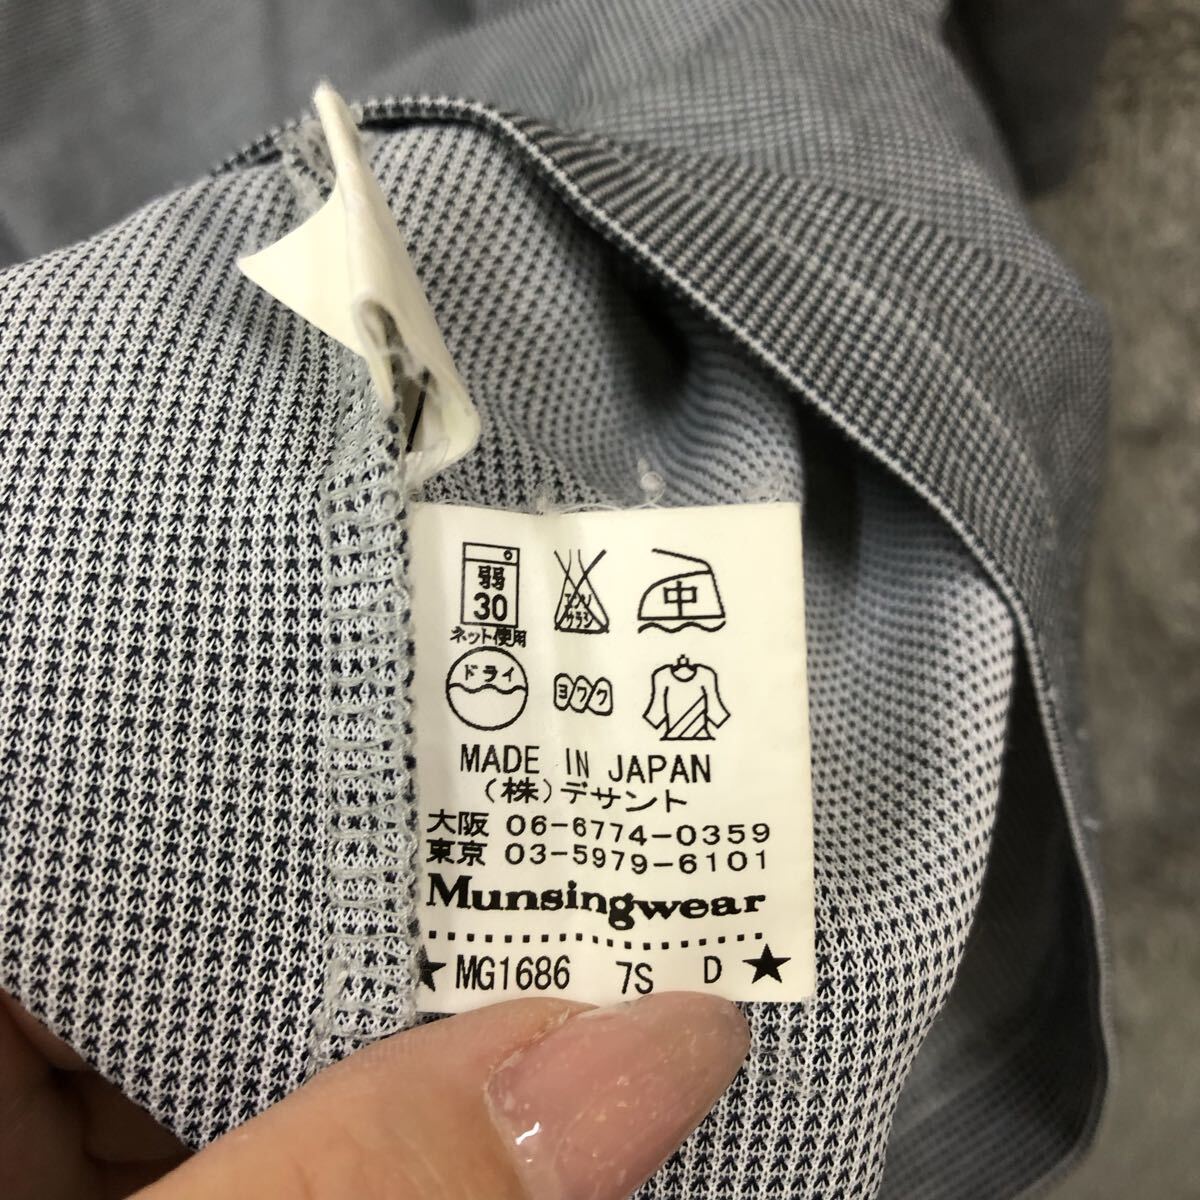 弱
30
ネット使用
エンソ
サラシ
中
ドライ
ヨワク
MADE IN JAPAN
(株)デサント
大阪 06-6774-0359
東京 03-5979-6101
Munsingwear
★MG1686 7S D ★